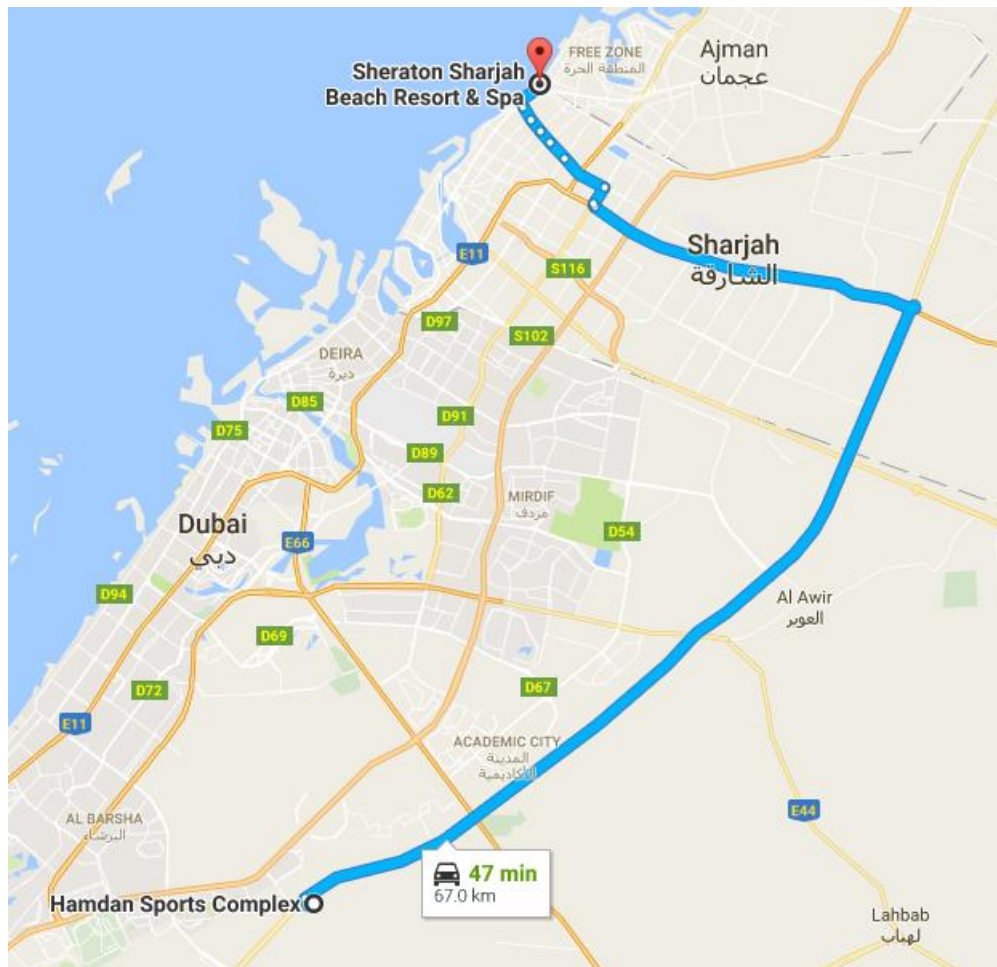 FREE ZONE
المنطقة الحرة
Ajman
عجمان
Sheraton Sharjah
Beach Resort & Spa
Sharjah
الشارقة
E11
S116
D97
S102
DEIRA
ديرة
D85
D75
D91
D89
D62
MIRDIF
مردف
D54
Dubai
دبي
E66
D94
Al Awir
العوير
D69
D67
D72
E11
ACADEMIC CITY
المدينة
الأكاديمية
E44
AL BARSHA
البرشاء
47 min
67.0 km
Hamdan Sports Complex
Lahbab
لهباب